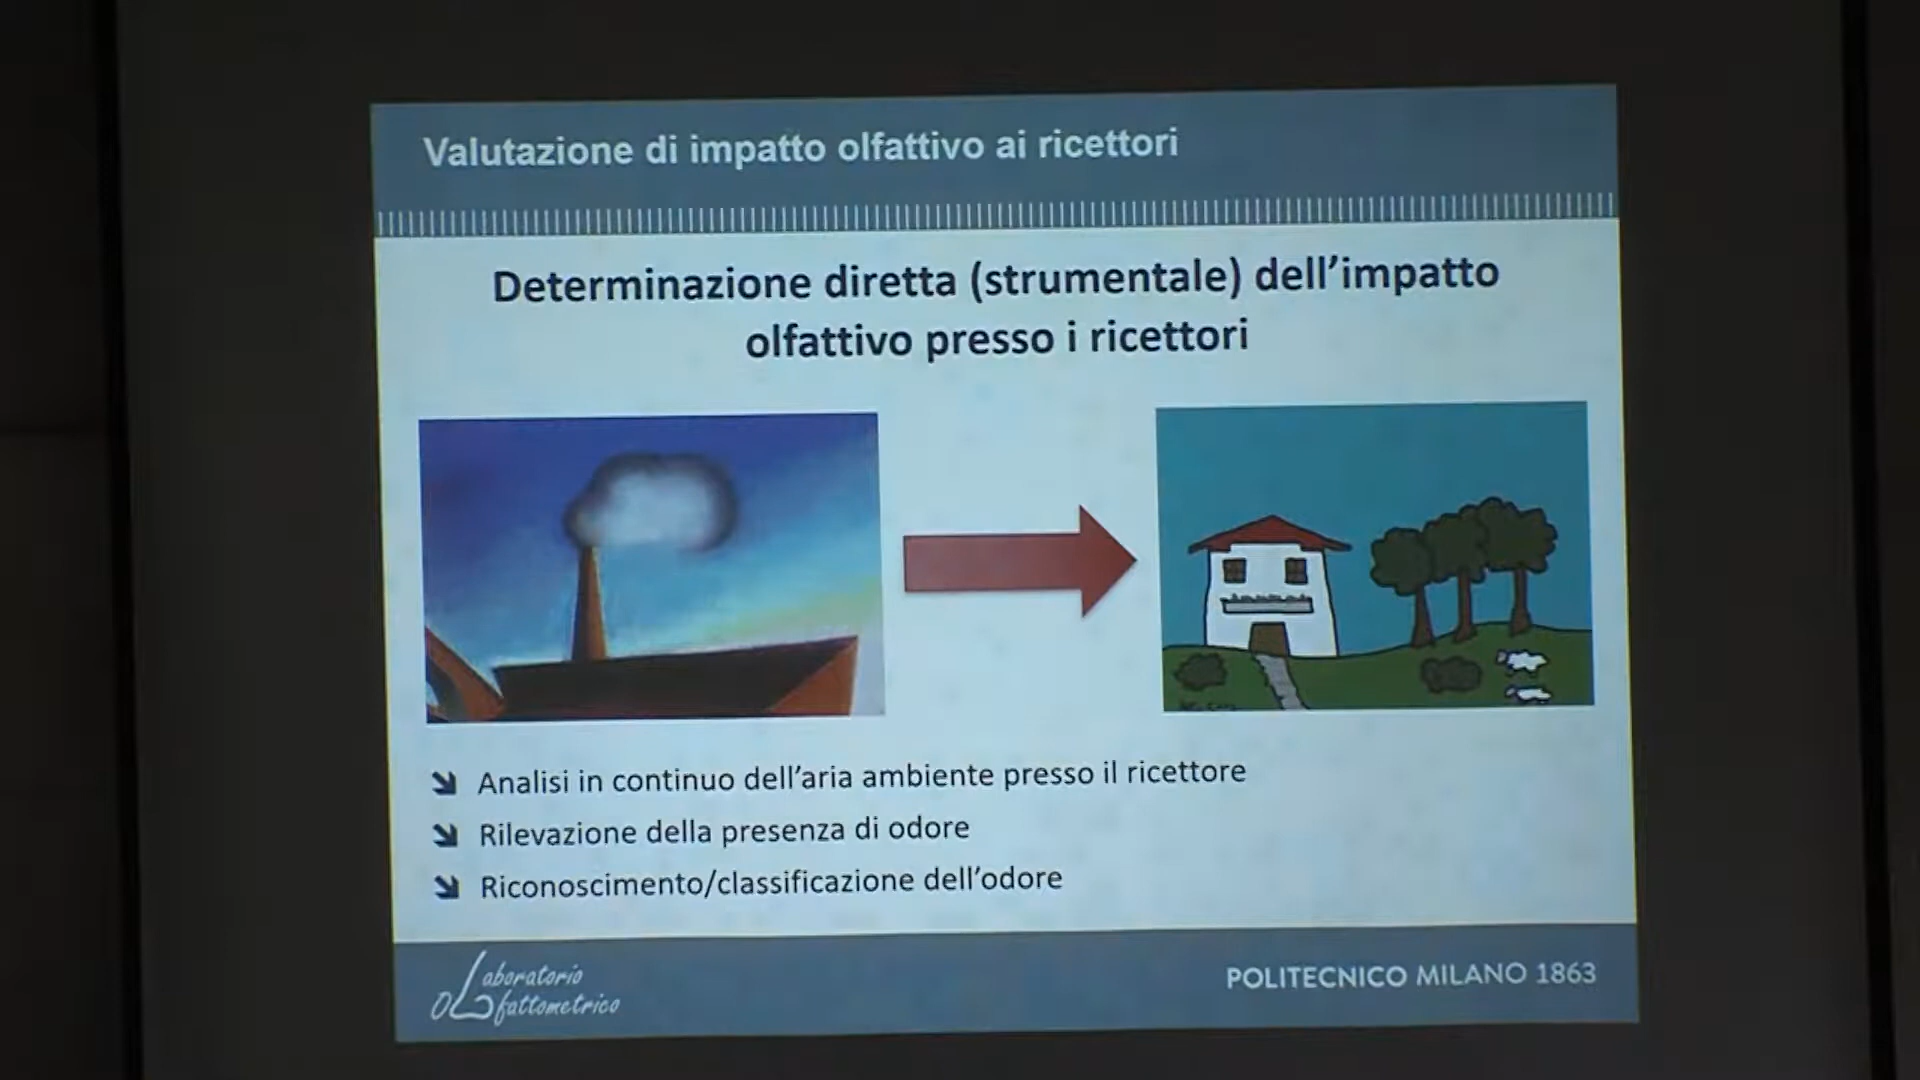 Valutazione di impatto olfattivo ai ricettori
Determinazione diretta (strumentale) dell'impatto
olfattivo presso i ricettori
Analisi in continuo dell'aria ambiente presso il ricettore
Rilevazione della presenza di odore
Riconoscimento/classificazione dell'odore
Laboratorio
Olfattometrico
POLITECNICO MILANO 1863